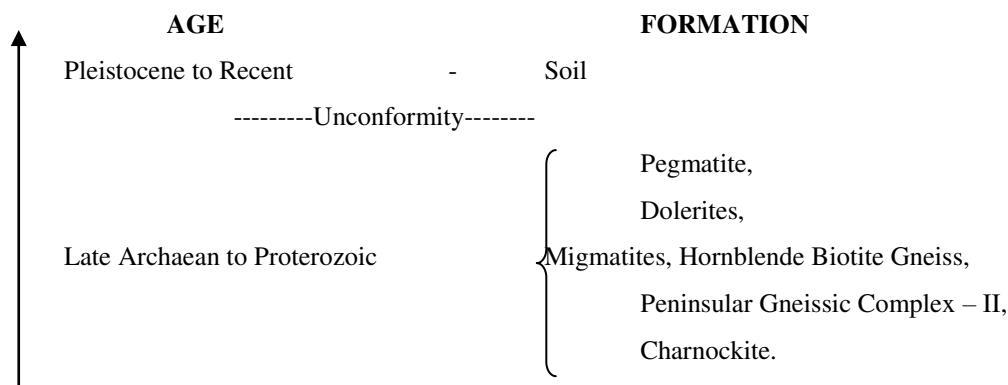 AGE FORMATION
Pleistocene to Recent - Soil
---------Unconformity--------
Pegmatite,
Dolerites,
Late Archaean to Proterozoic Migmatites, Hornblende Biotite Gneiss,
Peninsular Gneissic Complex – II,
Charnockite.